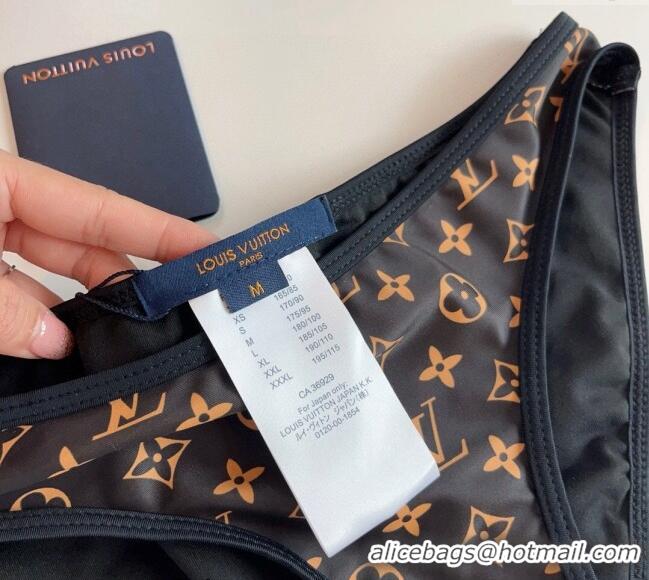 LOUIS VUITTON
LOUIS VUITTON
PARIS
M
XS 165/85
S 170/90
M 175/95
L 180/100
XL 185/105
XXL 190/110
XXXL 195/115
CA 36929
For Japan only:
LOUIS VUITTON JAPAN K.K.
ルイ・ヴィトン ジャパン(株)
0120-00-1854
alicebags@hotmail.com